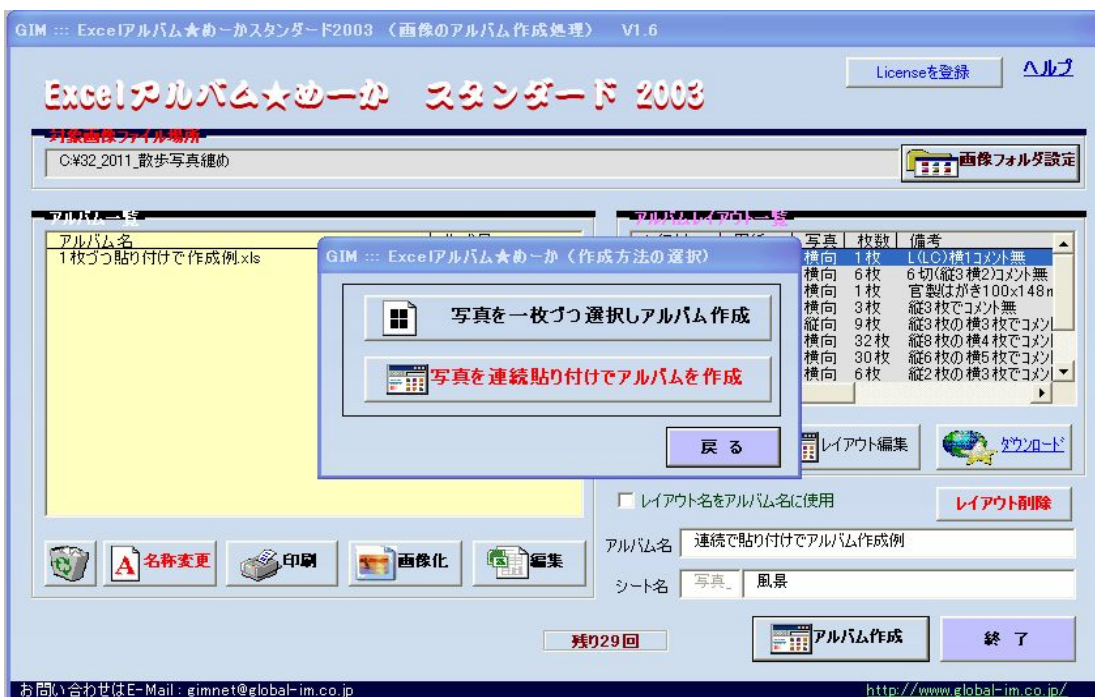 GIM ::: Excelアルバム★めーかスタンダード2003 （画像のアルバム作成処理） V1.6
Licenseを登録 ヘルプ
Excelアルバム★めーか スタンダード 2003
対象画像ファイル場所
C:¥32_2011_散歩写真纏め
画像フォルダ設定
アルバム一覧
アルバム名
1枚づつ貼り付けで作成例.xls
アルバムレイアウト一覧
写真 枚数 備考
横向 1枚 L(LC)横1コメント無
横向 6枚 6切(縦3横2)コメント無
横向 1枚 官製はがき100x148m
横向 3枚 縦3枚でコメント無
縦向 9枚 縦3枚の横3枚でコメン
横向 32枚 縦8枚の横4枚でコメン
横向 30枚 縦6枚の横5枚でコメン
横向 6枚 縦2枚の横3枚でコメン
GIM ::: Excelアルバム★めーか（作成方法の選択）
写真を一枚づつ選択しアルバム作成
写真を連続貼り付けでアルバムを作成
戻 る
レイアウト編集
ダウンロード
レイアウト名をアルバム名に使用
レイアウト削除
アルバム名 連続で貼り付けでアルバム作成例
シート名 写真_ 風景
名称変更 印刷 画像化 編集
残り29回
アルバム作成
終 了
お問い合わせはE-Mail : gimnet@global-im.co.jp
http://www.global-im.co.jp/